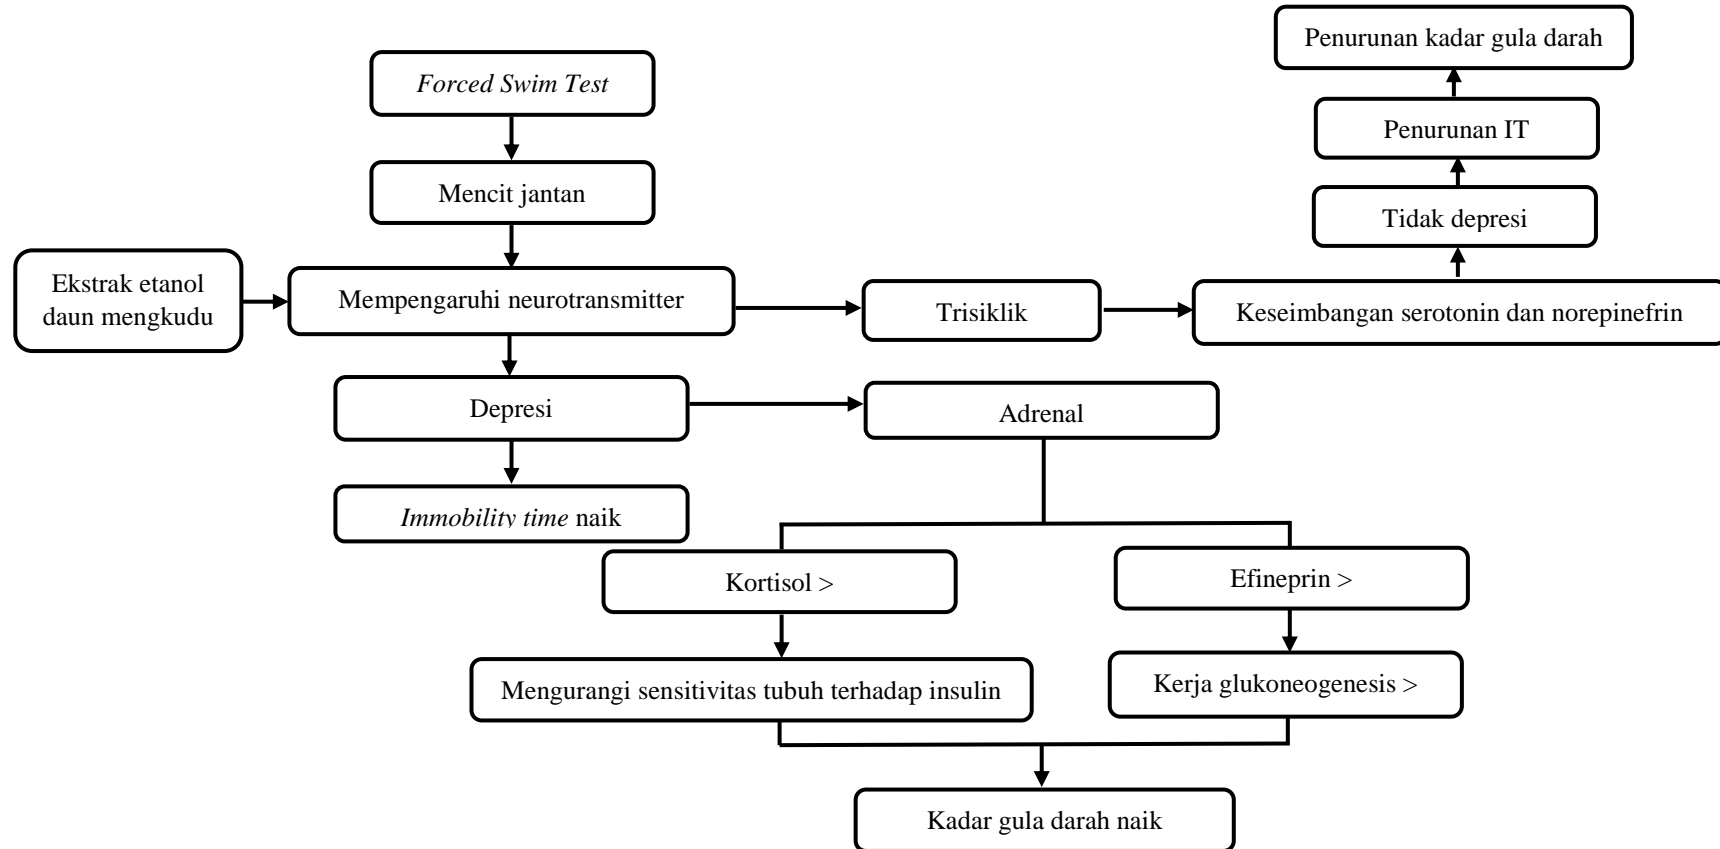 Penurunan kadar gula darah
Forced Swim Test
Penurunan IT
Mencit jantan
Tidak depresi
Ekstrak etanol
daun mengkudu
Mempengaruhi neurotransmitter
Trisiklik
Keseimbangan serotonin dan norepinefrin
Depresi
Adrenal
Immobility time naik
Kortisol >
Efineprin >
Mengurangi sensitivitas tubuh terhadap insulin
Kerja glukoneogenesis >
Kadar gula darah naik